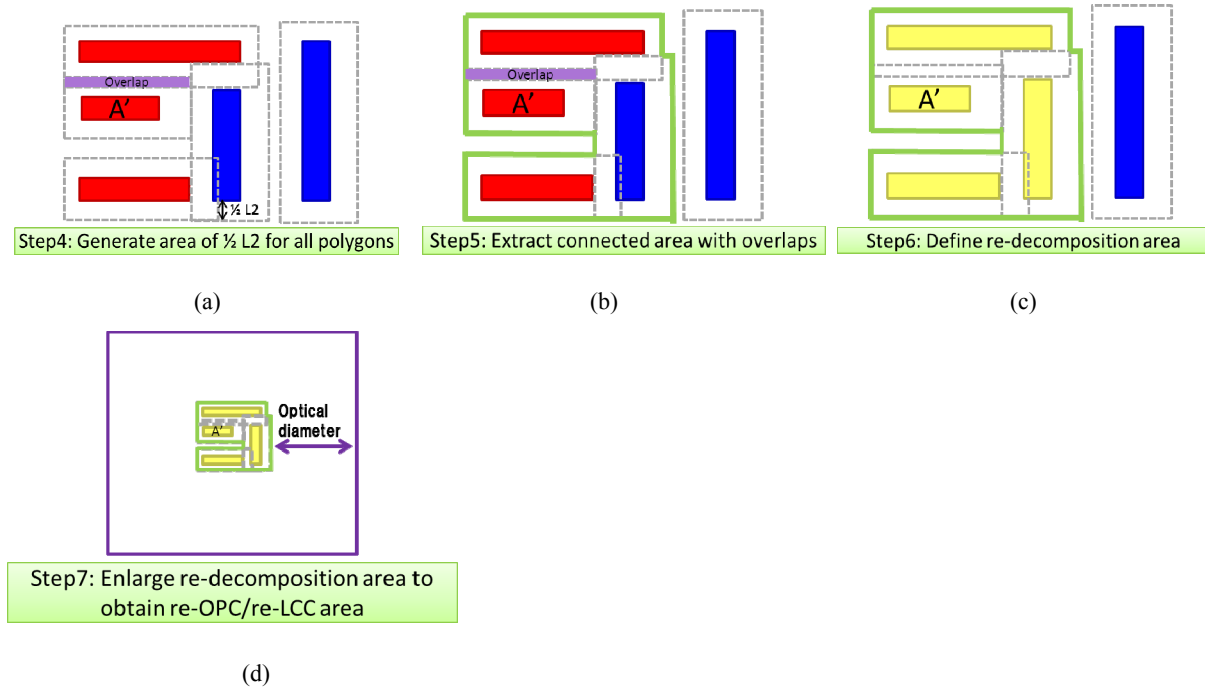 Overlap
A’
½ L2
Step4: Generate area of ½ L2 for all polygons
(a)
Overlap
A’
Step5: Extract connected area with overlaps
(b)
A’
Step6: Define re-decomposition area
(c)
A’
Optical
diameter
Step7: Enlarge re-decomposition area to
obtain re-OPC/re-LCC area
(d)